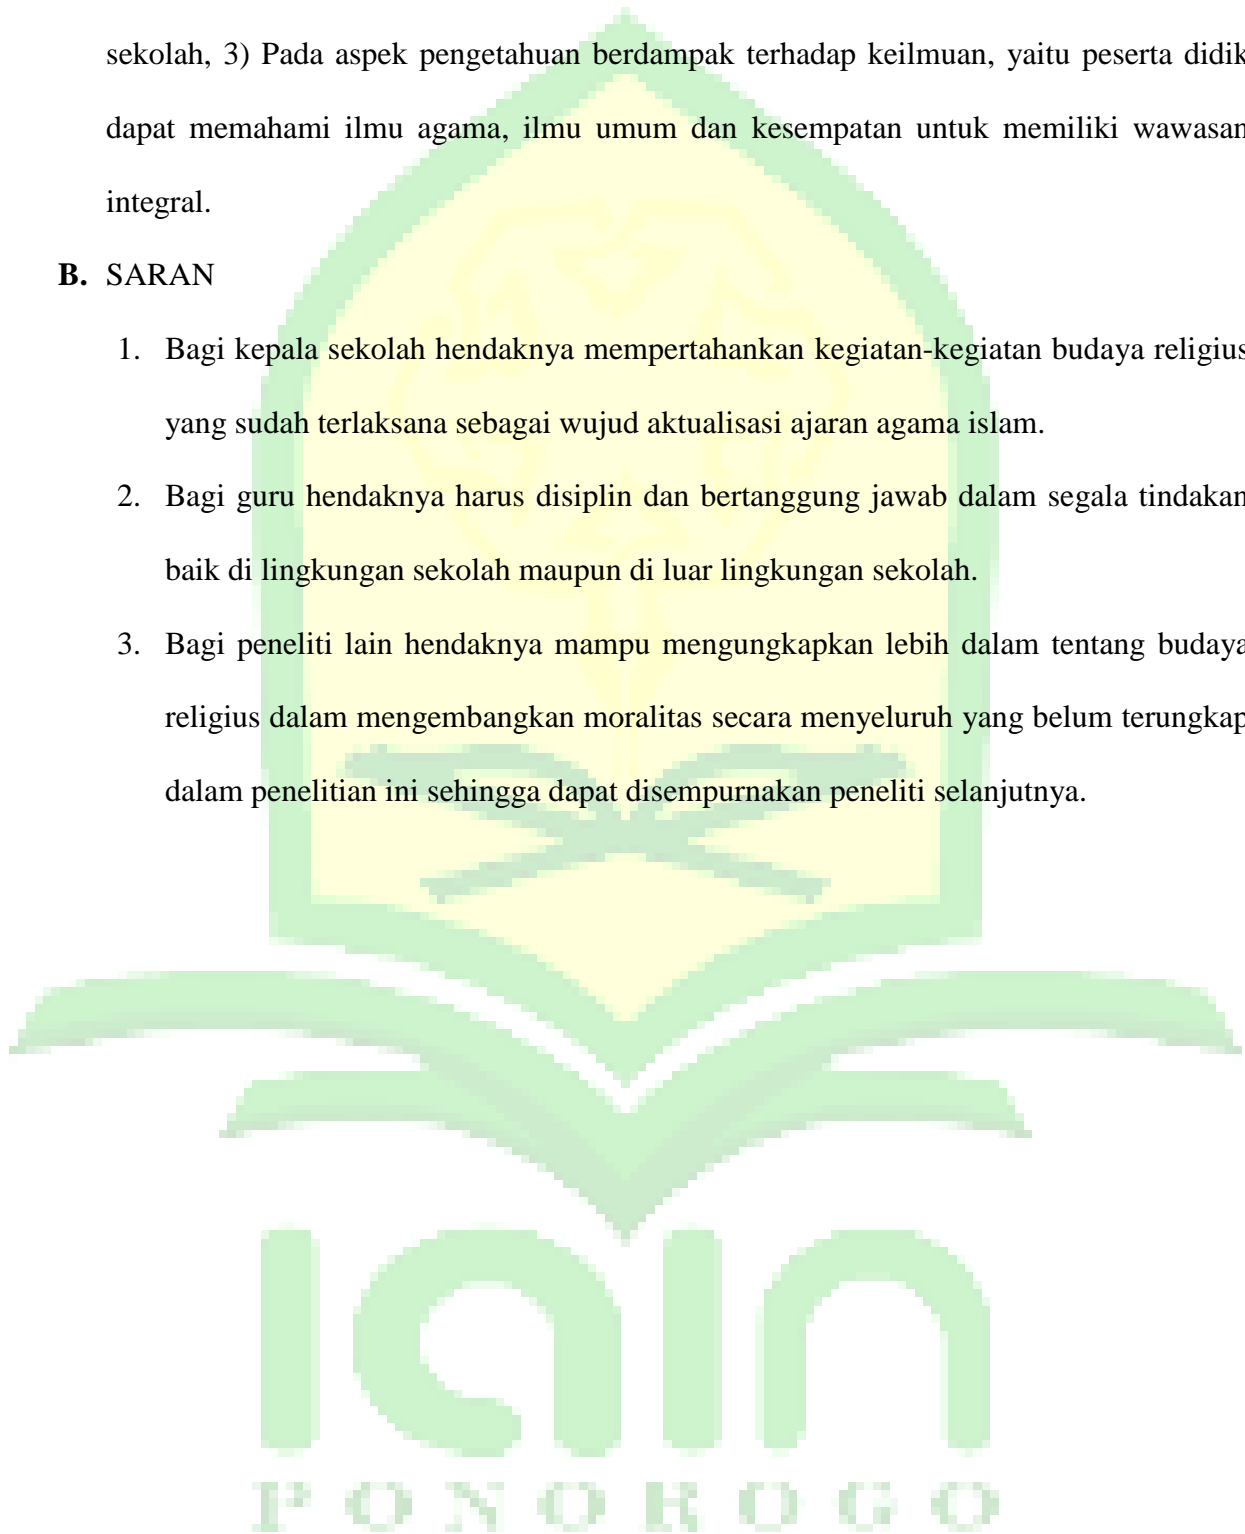 sekolah, 3) Pada aspek pengetahuan berdampak terhadap keilmuan, yaitu peserta didik
dapat memahami ilmu agama, ilmu umum dan kesempatan untuk memiliki wawasan
integral.
B. SARAN
1. Bagi kepala sekolah hendaknya mempertahankan kegiatan-kegiatan budaya religius
yang sudah terlaksana sebagai wujud aktualisasi ajaran agama islam.
2. Bagi guru hendaknya harus disiplin dan bertanggung jawab dalam segala tindakan
baik di lingkungan sekolah maupun di luar lingkungan sekolah.
3. Bagi peneliti lain hendaknya mampu mengungkapkan lebih dalam tentang budaya
religius dalam mengembangkan moralitas secara menyeluruh yang belum terungkap
dalam penelitian ini sehingga dapat disempurnakan peneliti selanjutnya.
iain
PONOROGO